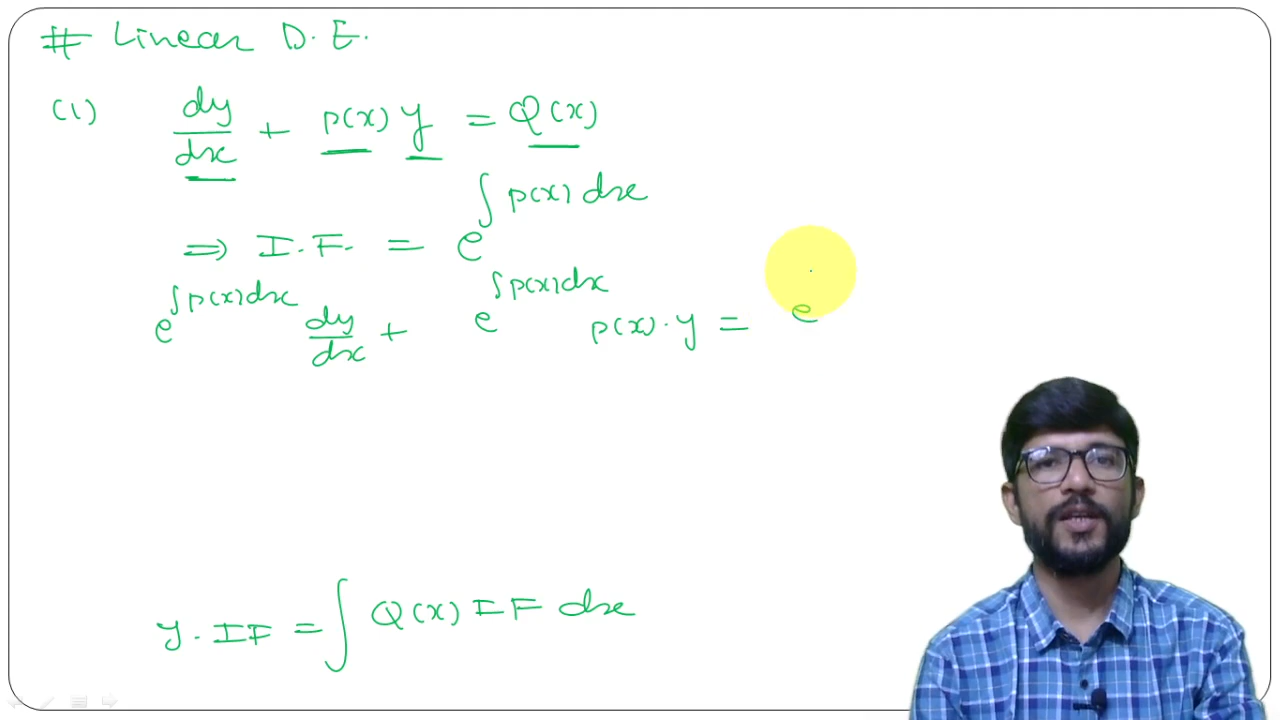 # Linear D.E.
(1) dy/dx + p(x) y = Q(x)
⇒ I.F. = e^∫p(x)dx
e^∫p(x)dx dy/dx + e^∫p(x)dx p(x).y = e
y. IF = ∫ Q(x) IF dx